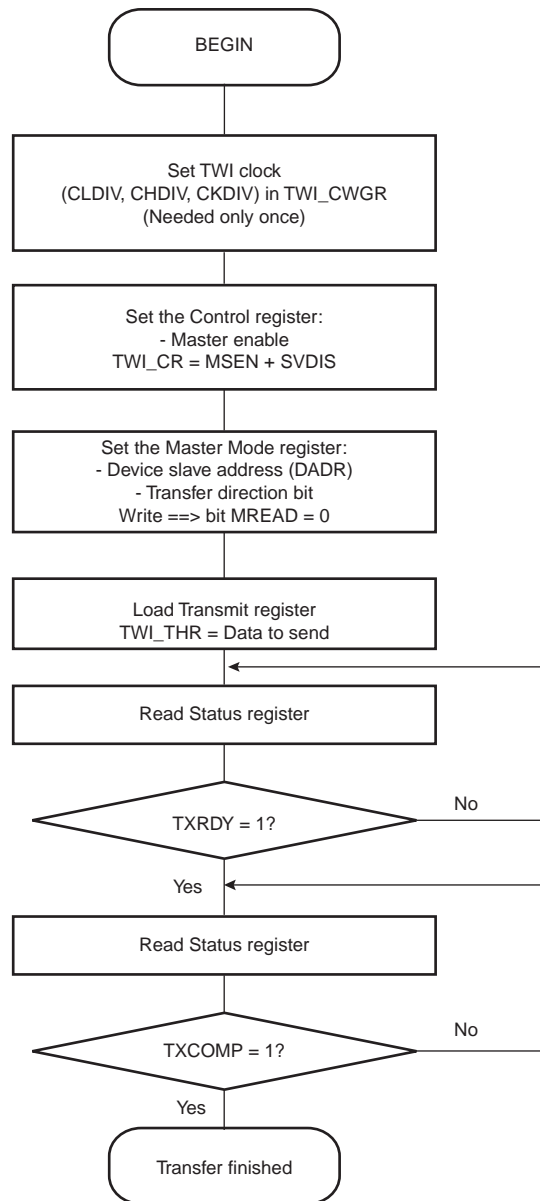 BEGIN
Set TWI clock
(CLDIV, CHDIV, CKDIV) in TWI_CWGR
(Needed only once)
Set the Control register:
- Master enable
TWI_CR = MSEN + SVDIS
Set the Master Mode register:
- Device slave address (DADR)
- Transfer direction bit
Write ==> bit MREAD = 0
Load Transmit register
TWI_THR = Data to send
Read Status register
TXRDY = 1?
No
Yes
Read Status register
TXCOMP = 1?
No
Yes
Transfer finished